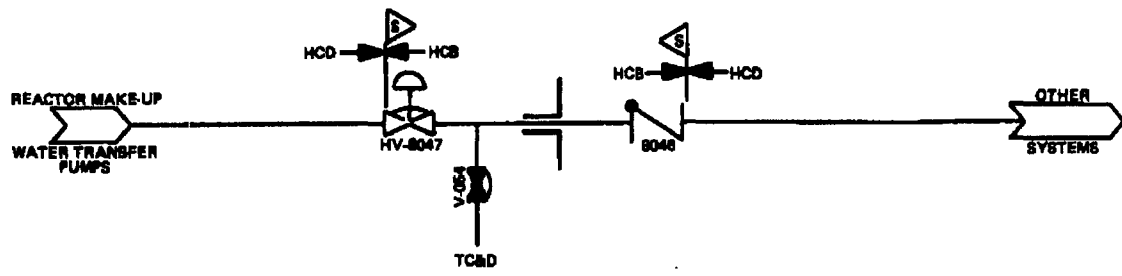 S
S
HCD
HCB
HCB
HCD
REACTOR MAKE-UP
WATER TRANSFER
PUMPS
HV-8047
8046
OTHER
SYSTEMS
V-054
TC&D